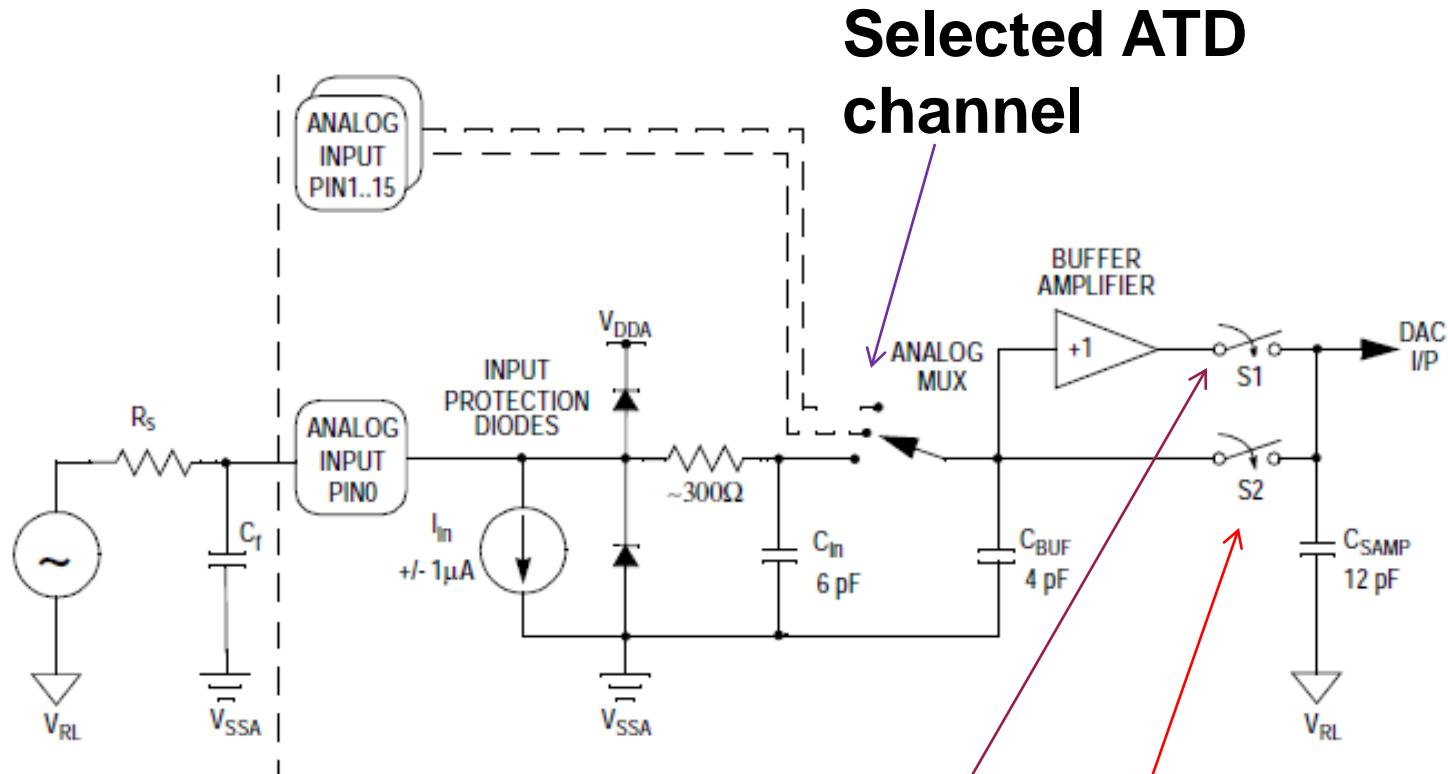 Selected ATD
channel
ANALOG
INPUT
PIN1..15
BUFFER
AMPLIFIER
VDDA
+1
DAC
I/P
S1
ANALOG
MUX
INPUT
PROTECTION
DIODES
RS
ANALOG
INPUT
PIN0
~300Ω
S2
~
Cf
IIn
+/- 1µA
CIn
6 pF
CBUF
4 pF
CSAMP
12 pF
VRL
VSSA
VSSA
VRL